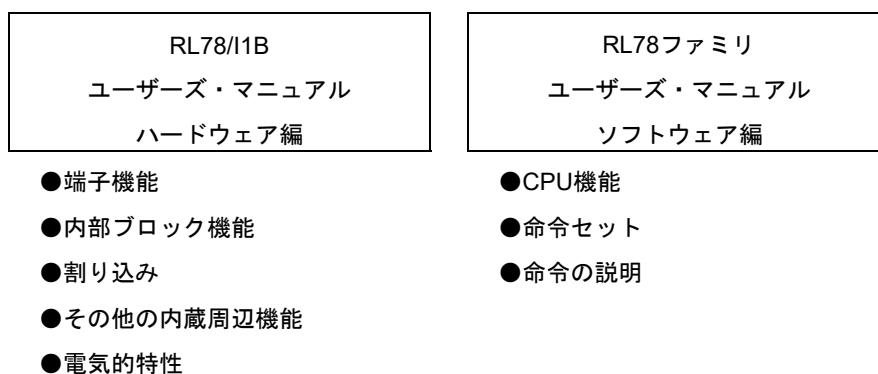 RL78/I1B
ユーザーズ・マニュアル
ハードウェア編
●端子機能
●内部ブロック機能
●割り込み
●その他の内蔵周辺機能
●電気的特性
RL78ファミリ
ユーザーズ・マニュアル
ソフトウェア編
●CPU機能
●命令セット
●命令の説明